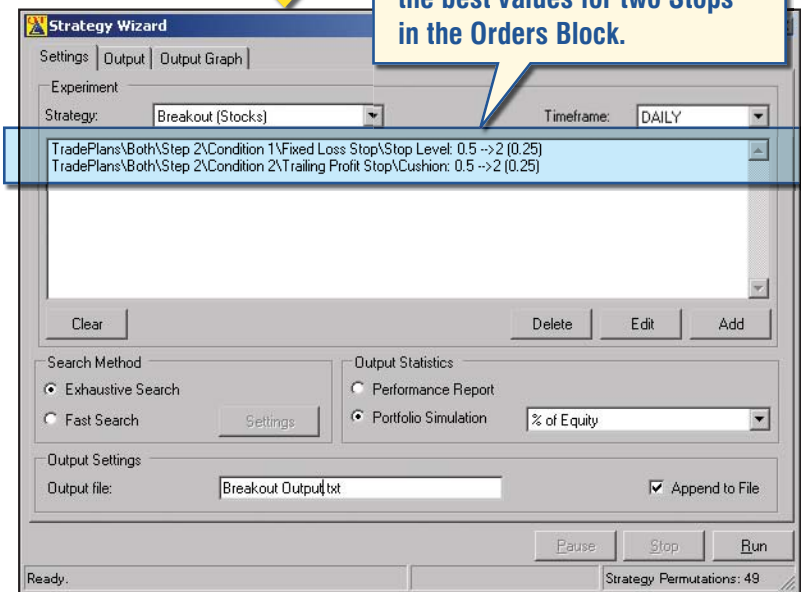 the best values for two Stops
in the Orders Block.
Strategy Wizard
Settings Output Output Graph
Experiment
Strategy: Breakout (Stocks) Timeframe: DAILY
TradePlans\Both\Step 2\Condition 1\Fixed Loss Stop\Stop Level: 0.5 -->2 (0.25)
TradePlans\Both\Step 2\Condition 2\Trailing Profit Stop\Cushion: 0.5 -->2 (0.25)
Clear Delete Edit Add
Search Method Output Statistics
Exhaustive Search Performance Report
Fast Search Settings Portfolio Simulation % of Equity
Output Settings
Output file: Breakout Output.txt Append to File
Pause Stop Run
Ready. Strategy Permutations: 49